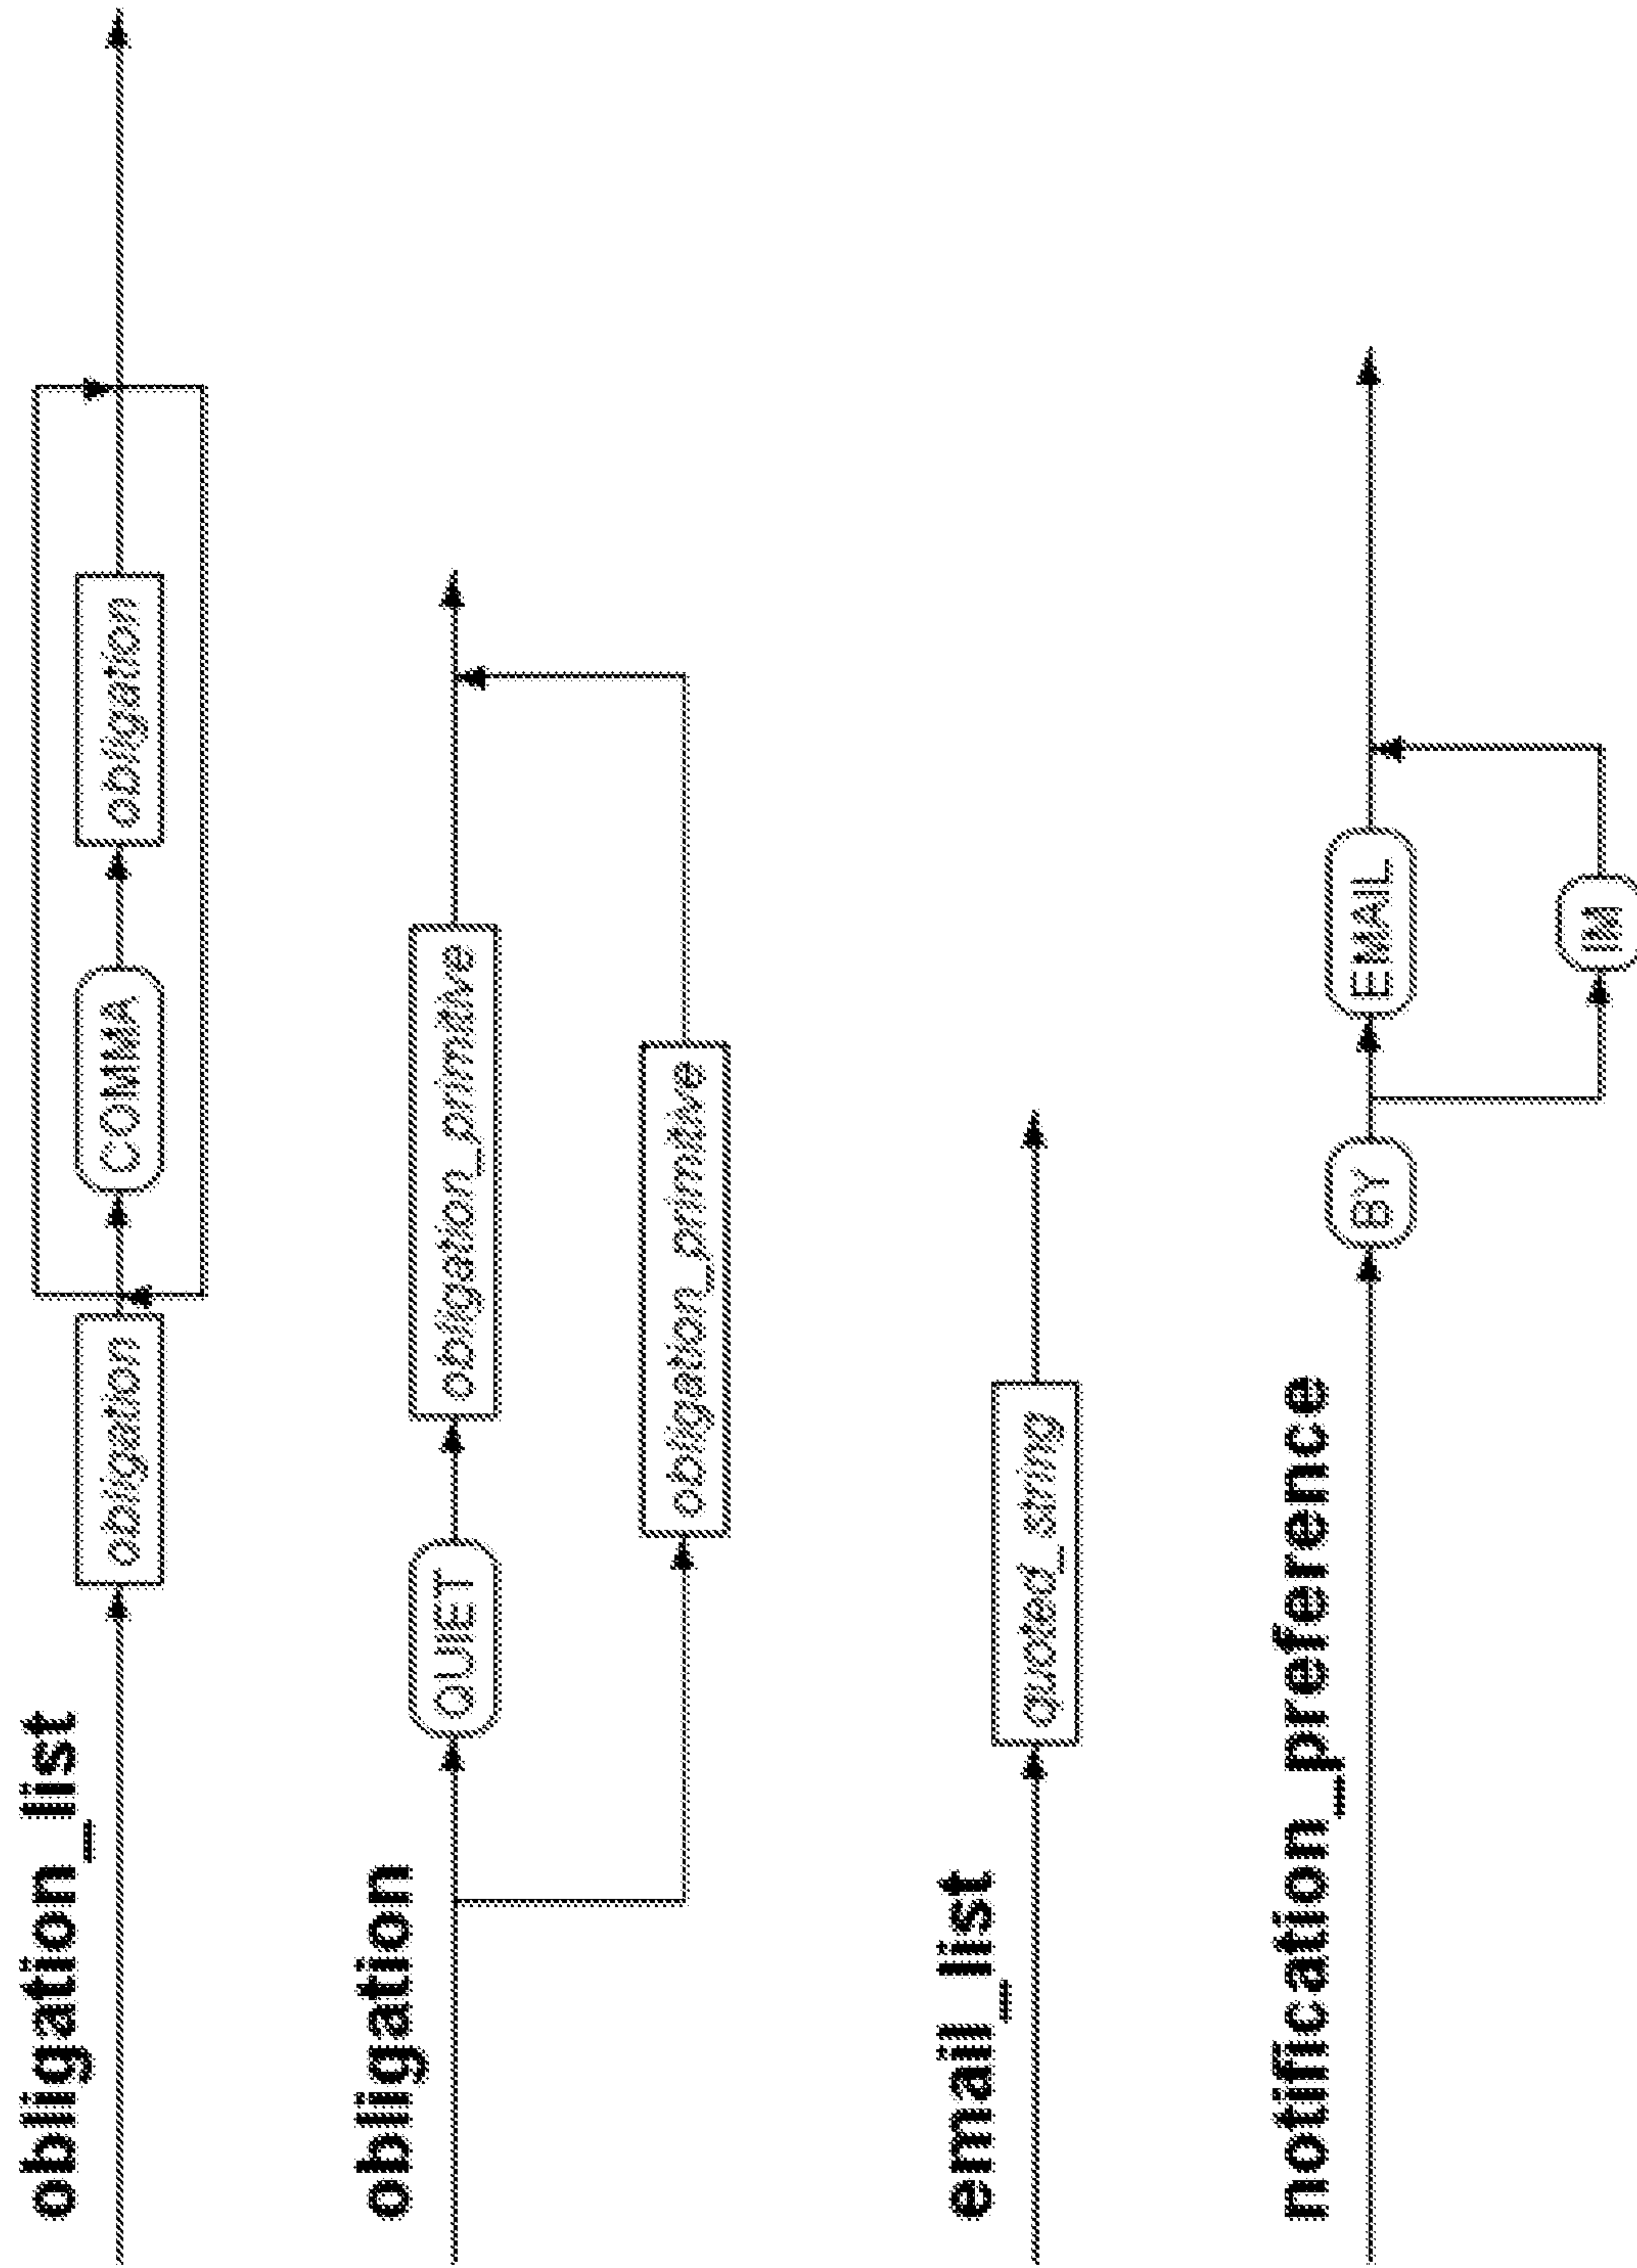 obligation_list
obligation COMMA obligation
obligation
QUIET obligation_primitive
obligation_primitive
email_list
quoted_string
notification_preference
BY EMAIL
IM